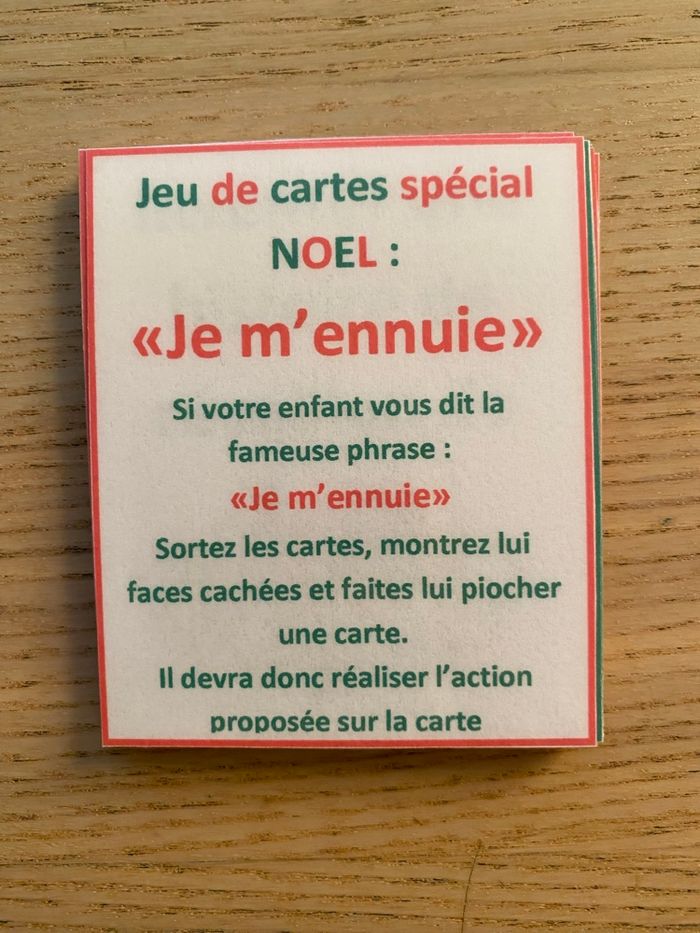 Jeu de cartes spécial
NOEL :
«Je m’ennuie»
Si votre enfant vous dit la
fameuse phrase :
«Je m’ennuie»
Sortez les cartes, montrez lui
faces cachées et faites lui piocher
une carte.
Il devra donc réaliser l’action
proposée sur la carte